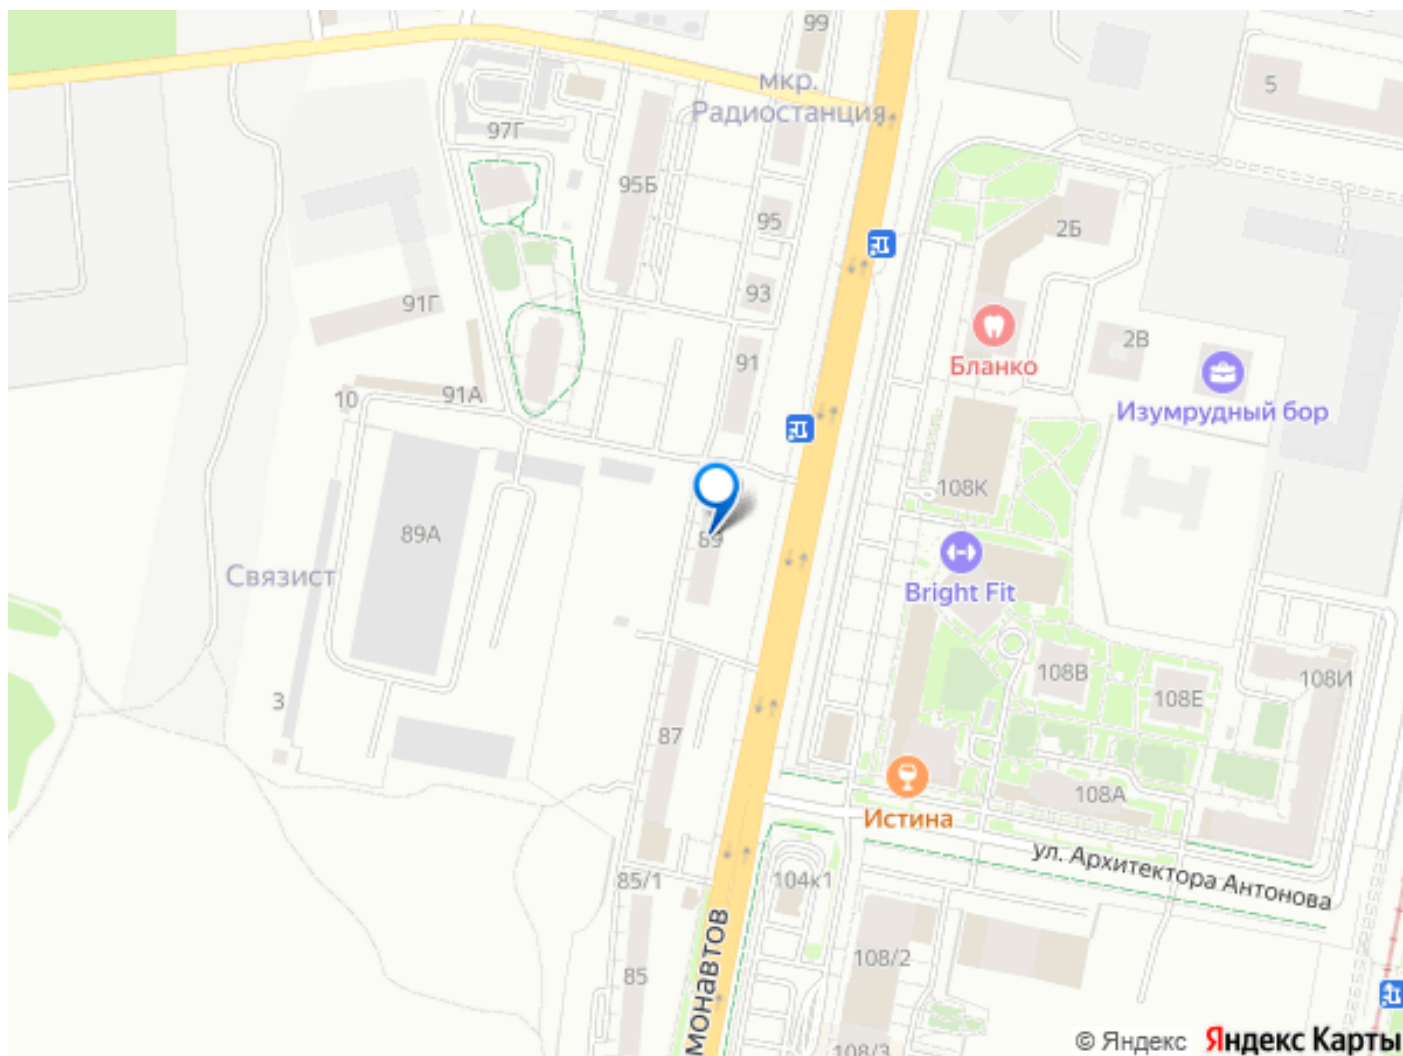 99
мкр.
Радиостанция
5
97Г
95Б
95
2Б
93
91Г
91
2В
Бланко
91А
10
Изумрудный бор
108К
89А
89
Связист
Bright Fit
108В
108Е
108И
3
87
108А
Истина
ул. Архитектора Антонова
85/1
104к1
монавтов
85
108/2
108/3
© Яндекс Яндекс Карты